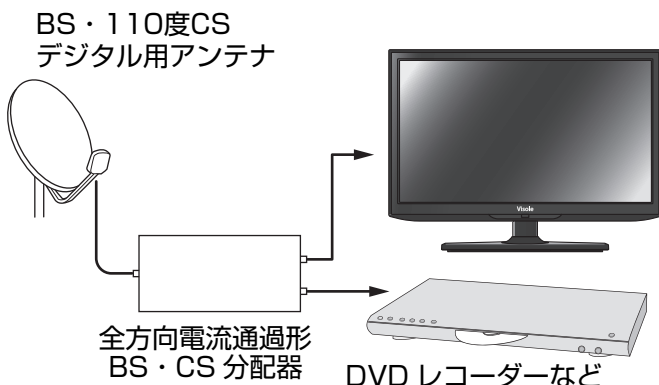 BS・110度CS
デジタル用アンテナ
Visole
全方向電流通過形
BS・CS 分配器
DVD レコーダーなど